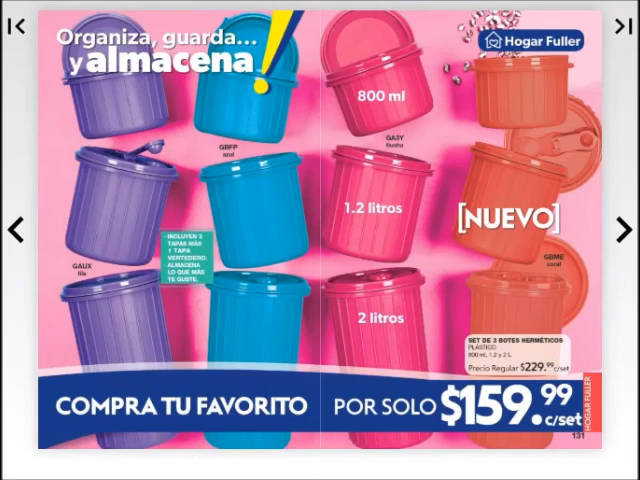 Organiza, guarda...
y almacena
Hogar Fuller
800 ml
GBFP
azul
GA3Y
fiusha
1.2 litros
[NUEVO]
- INCLUYEN 3
TAPAS MÁS
1 TAPA
VERTEDERO.
- ALMACENA
LO QUE MÁS
TE GUSTE.
GAUX
lila
GBME
coral
2 litros
SET DE 3 BOTES HERMÉTICOS
PLÁSTICO
800 ml, 1.2 y 2 L
Precio Regular $229.99 c/set
COMPRA TU FAVORITO POR SOLO $159.99 c/set
HOGAR FULLER
131